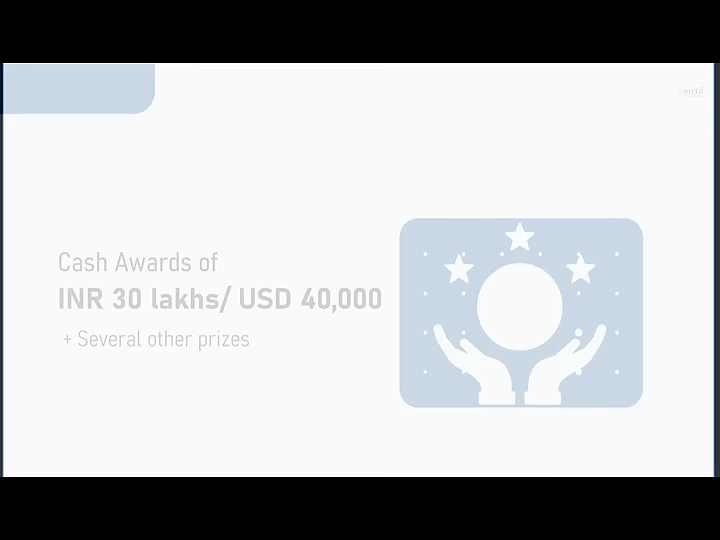 Cash Awards of
INR 30 lakhs/ USD 40,000
+ Several other prizes